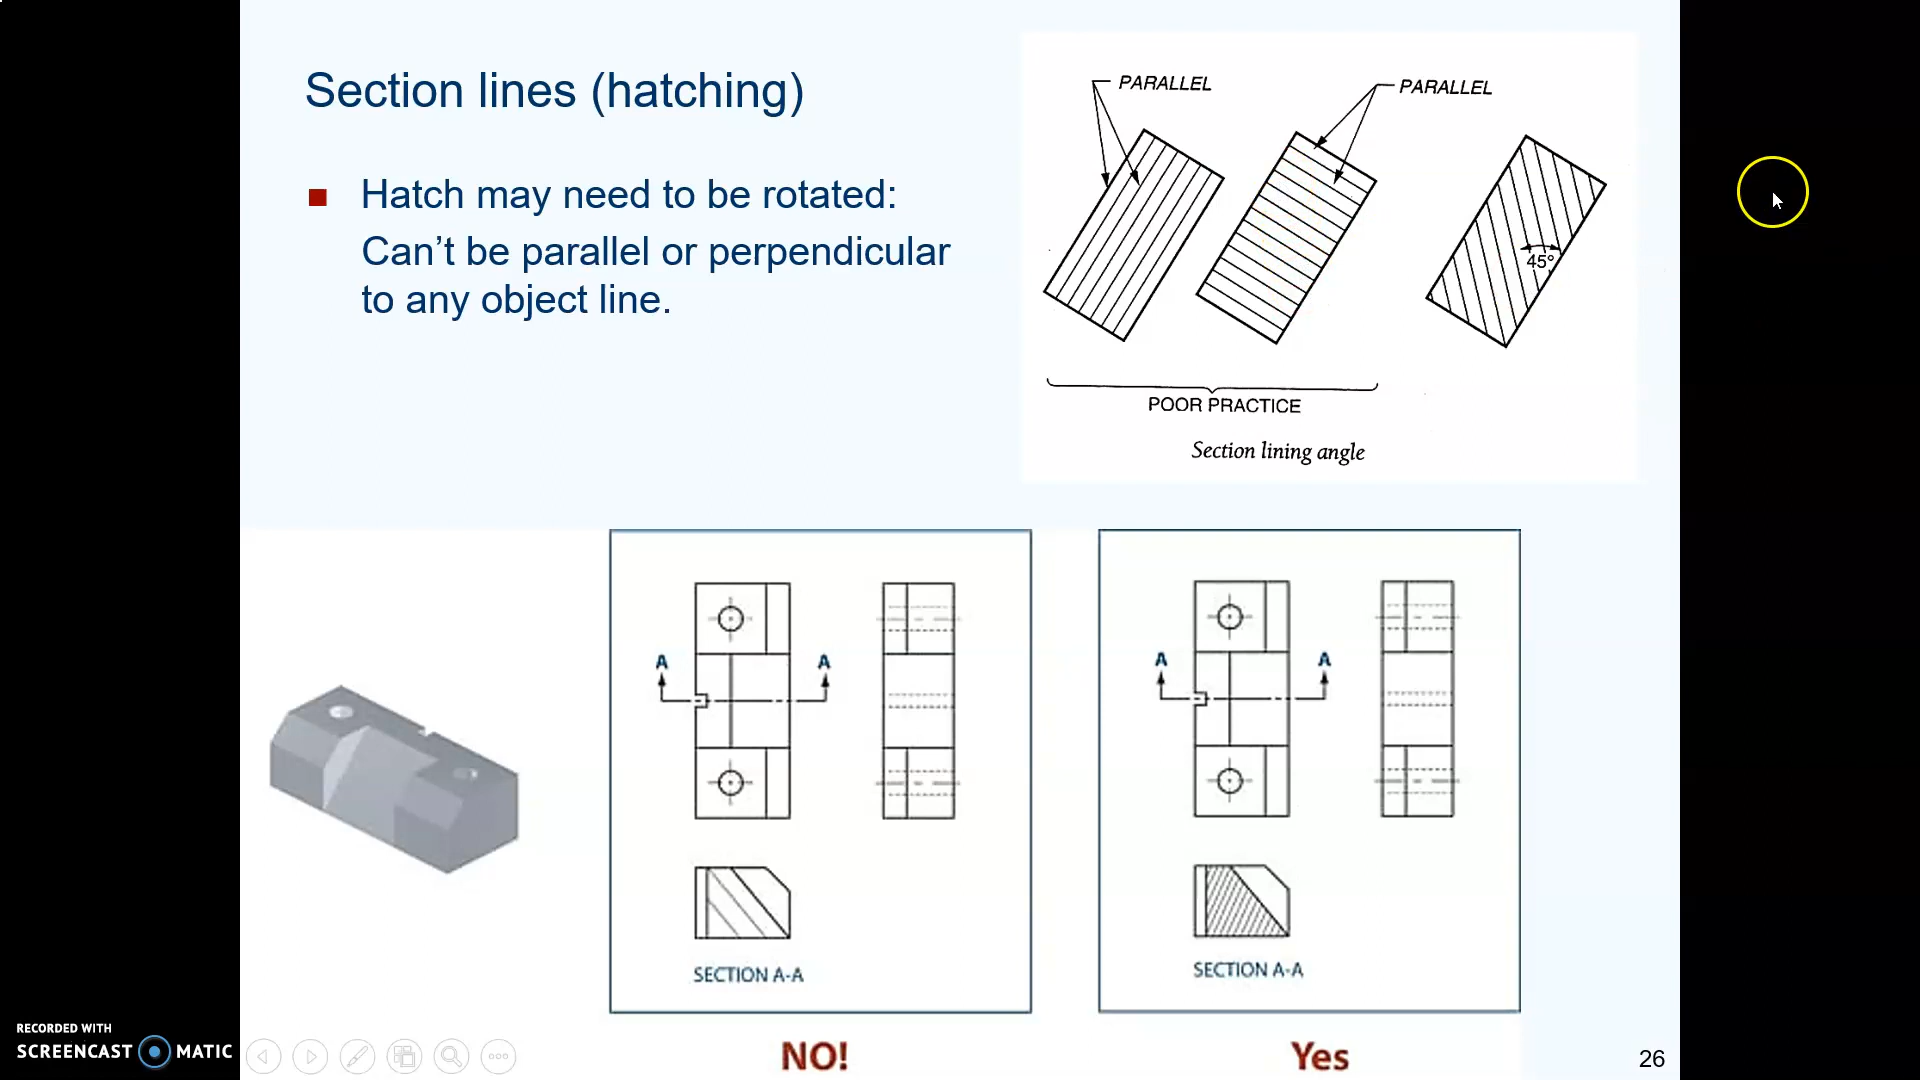 Section lines (hatching)
Hatch may need to be rotated:
Can’t be parallel or perpendicular
to any object line.
PARALLEL
PARALLEL
45°
POOR PRACTICE
Section lining angle
A
A
SECTION A-A
NO!
A
A
SECTION A-A
Yes
RECORDED WITH
SCREENCAST MATIC
26